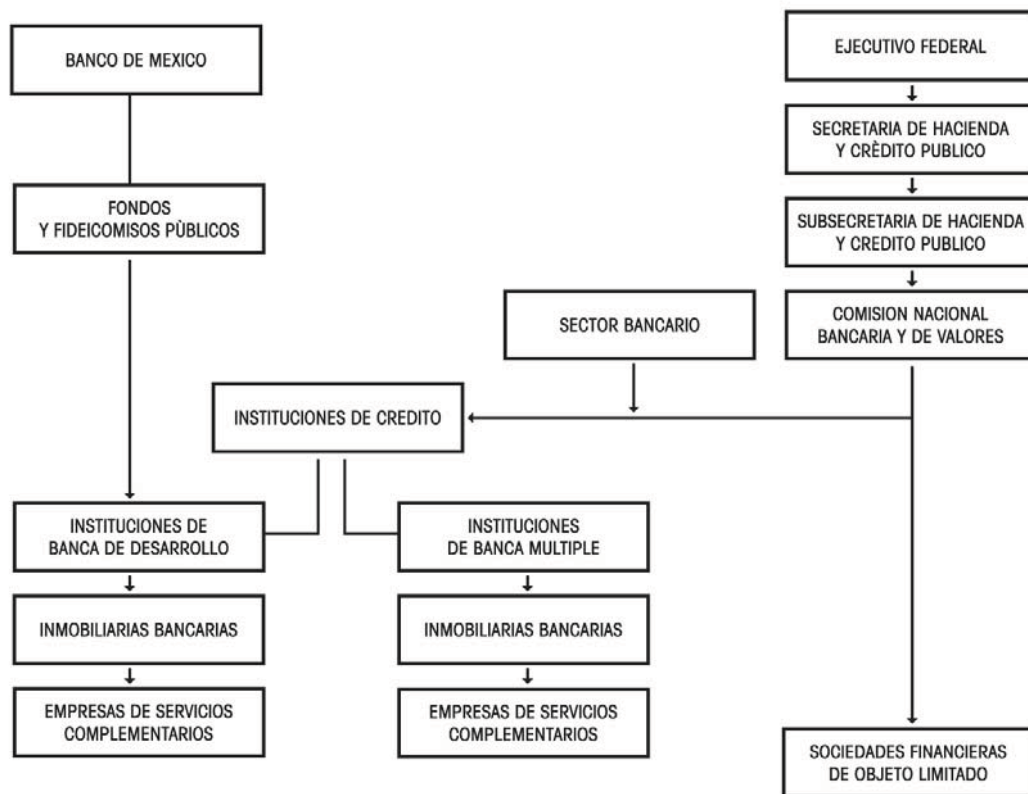 BANCO DE MEXICO
EJECUTIVO FEDERAL
SECRETARIA DE HACIENDA
Y CRÈDITO PUBLICO
FONDOS
Y FIDEICOMISOS PÙBLICOS
SUBSECRETARIA DE HACIENDA
Y CREDITO PUBLICO
SECTOR BANCARIO
COMISION NACIONAL
BANCARIA Y DE VALORES
INSTITUCIONES DE CREDITO
INSTITUCIONES DE
BANCA DE DESARROLLO
INSTITUCIONES
DE BANCA MULTIPLE
INMOBILIARIAS BANCARIAS
INMOBILIARIAS BANCARIAS
EMPRESAS DE SERVICIOS
COMPLEMENTARIOS
EMPRESAS DE SERVICIOS
COMPLEMENTARIOS
SOCIEDADES FINANCIERAS
DE OBJETO LIMITADO